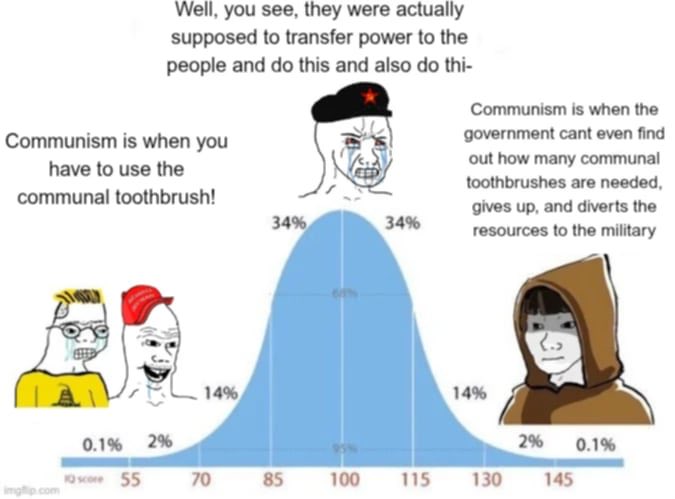 Well, you see, they were actually
supposed to transfer power to the
people and do this and also do thi-
Communism is when you
have to use the
communal toothbrush!
Communism is when the
government cant even find
out how many communal
toothbrushes are needed,
gives up, and diverts the
resources to the military
34% 34%
68%
14% 14%
95%
0.1% 2% 2% 0.1%
IQ score 55 70 85 100 115 130 145
imgflip.com